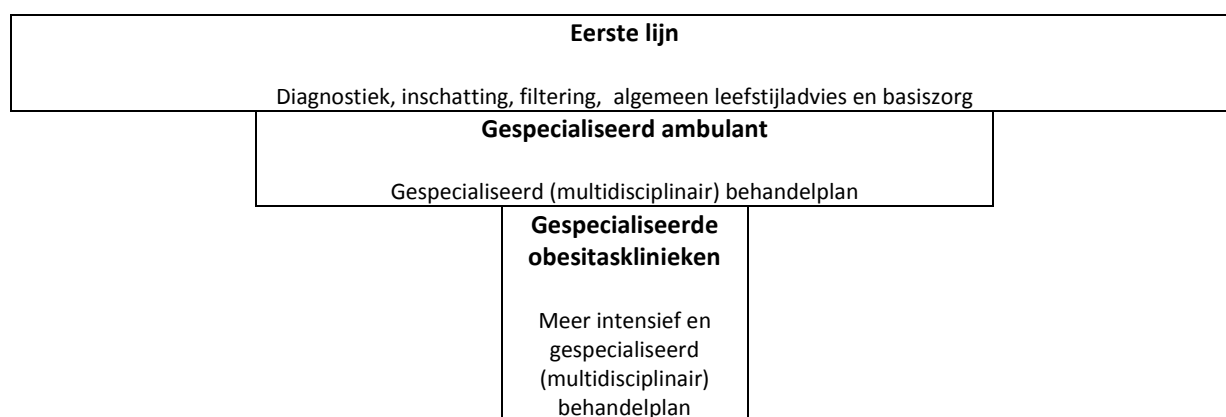 Eerste lijn
Diagnostiek, inschatting, filtering, algemeen leefstijladvies en basiszorg
Gespecialiseerd ambulant
Gespecialiseerd (multidisciplinair) behandelplan
Gespecialiseerde
obesitasklinieken
Meer intensief en
gespecialiseerd
(multidisciplinair)
behandelplan